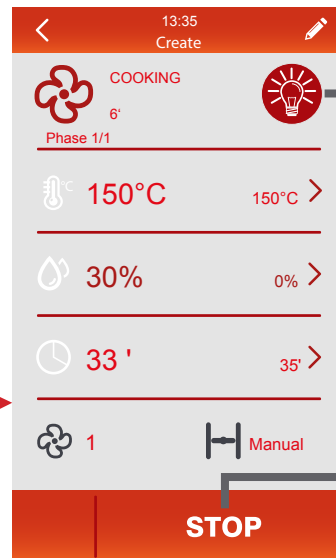 13:35
Create
COOKING
6'
Phase 1/1
°C 150°C 150°C
30% 0%
33 ' 35'
1 Manual
STOP